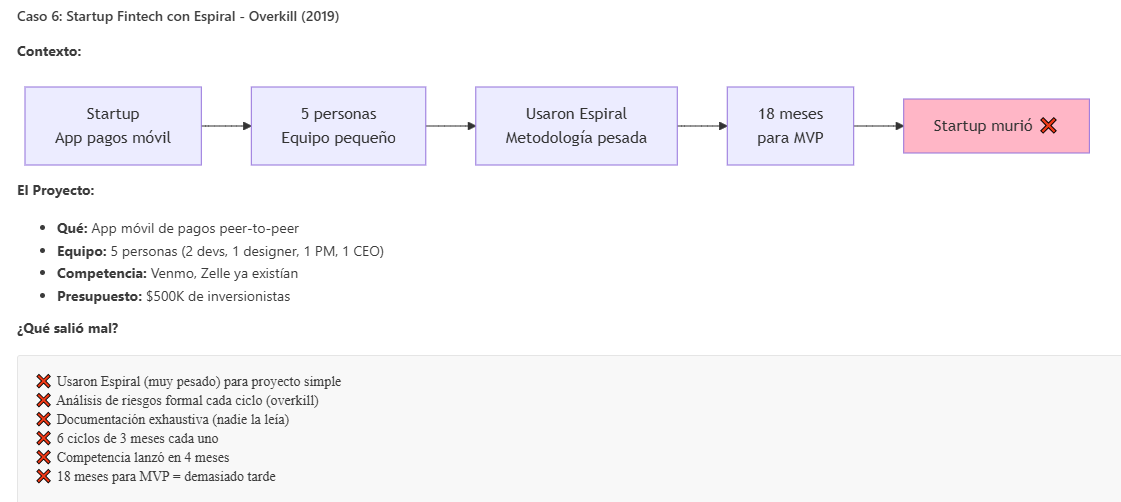 Caso 6: Startup Fintech con Espiral - Overkill (2019)
Contexto:
Startup
App pagos móvil
5 personas
Equipo pequeño
Usaron Espiral
Metodología pesada
18 meses
para MVP
Startup murió ❌
El Proyecto:
• Qué: App móvil de pagos peer-to-peer
• Equipo: 5 personas (2 devs, 1 designer, 1 PM, 1 CEO)
• Competencia: Venmo, Zelle ya existían
• Presupuesto: $500K de inversionistas
¿Qué salió mal?
❌ Usaron Espiral (muy pesado) para proyecto simple
❌ Análisis de riesgos formal cada ciclo (overkill)
❌ Documentación exhaustiva (nadie la leía)
❌ 6 ciclos de 3 meses cada uno
❌ Competencia lanzó en 4 meses
❌ 18 meses para MVP = demasiado tarde